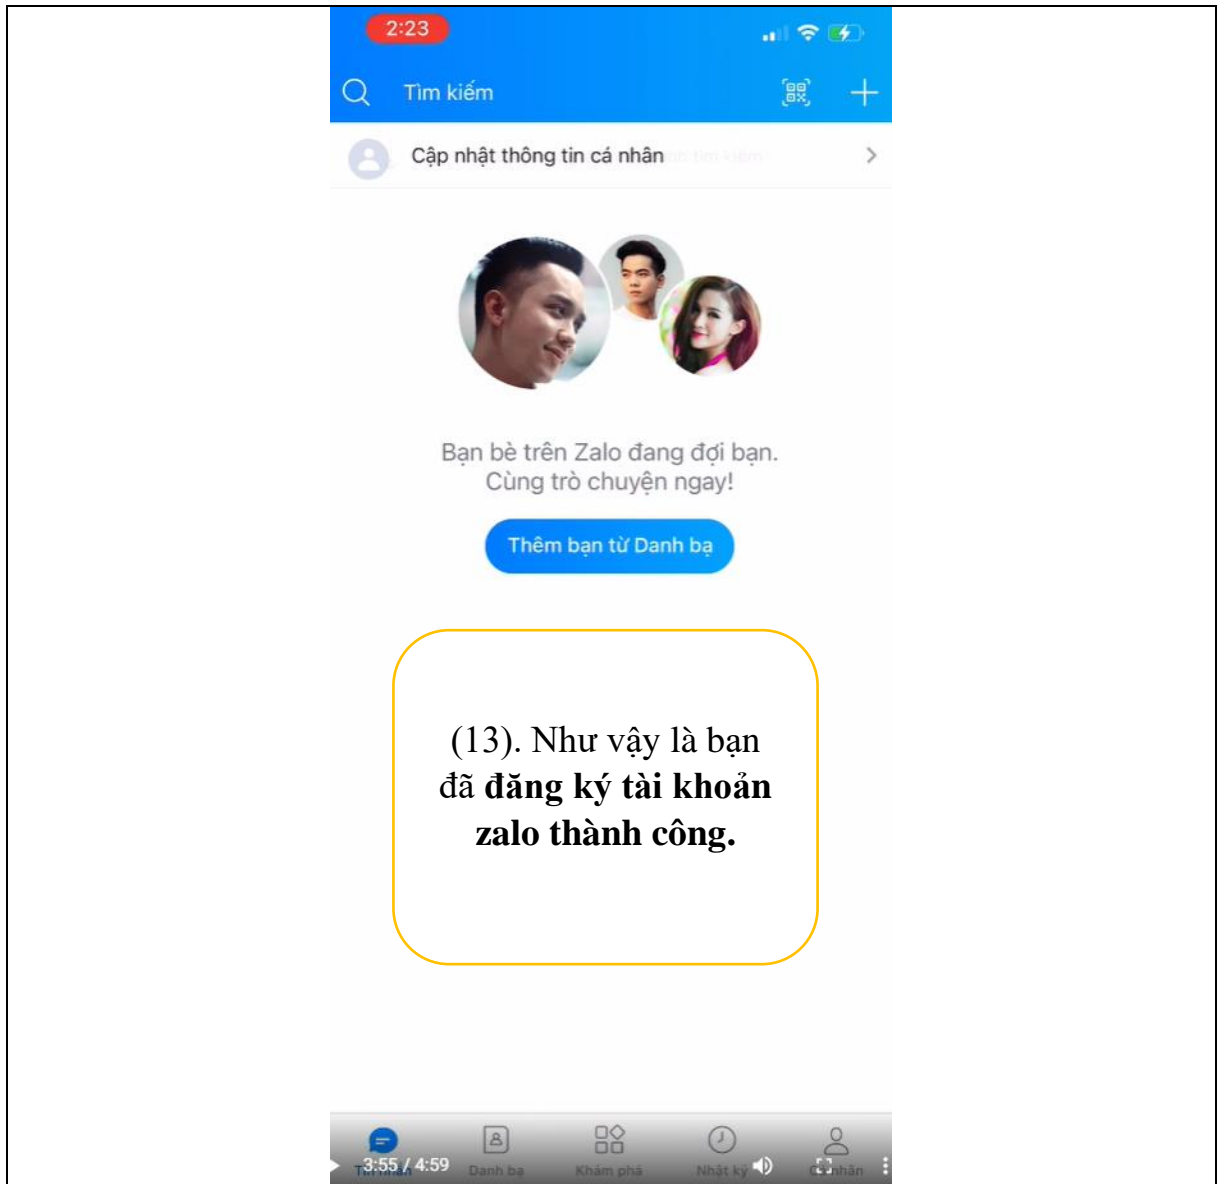 2:23
Tìm kiếm
Cập nhật thông tin cá nhân
Bạn bè trên Zalo đang đợi bạn.
Cùng trò chuyện ngay!
Thêm bạn từ Danh bạ
(13). Như vậy là bạn
đã đăng ký tài khoản
zalo thành công.
3:55 / 4:59
Danh bạ
Khám phá
Nhật ký